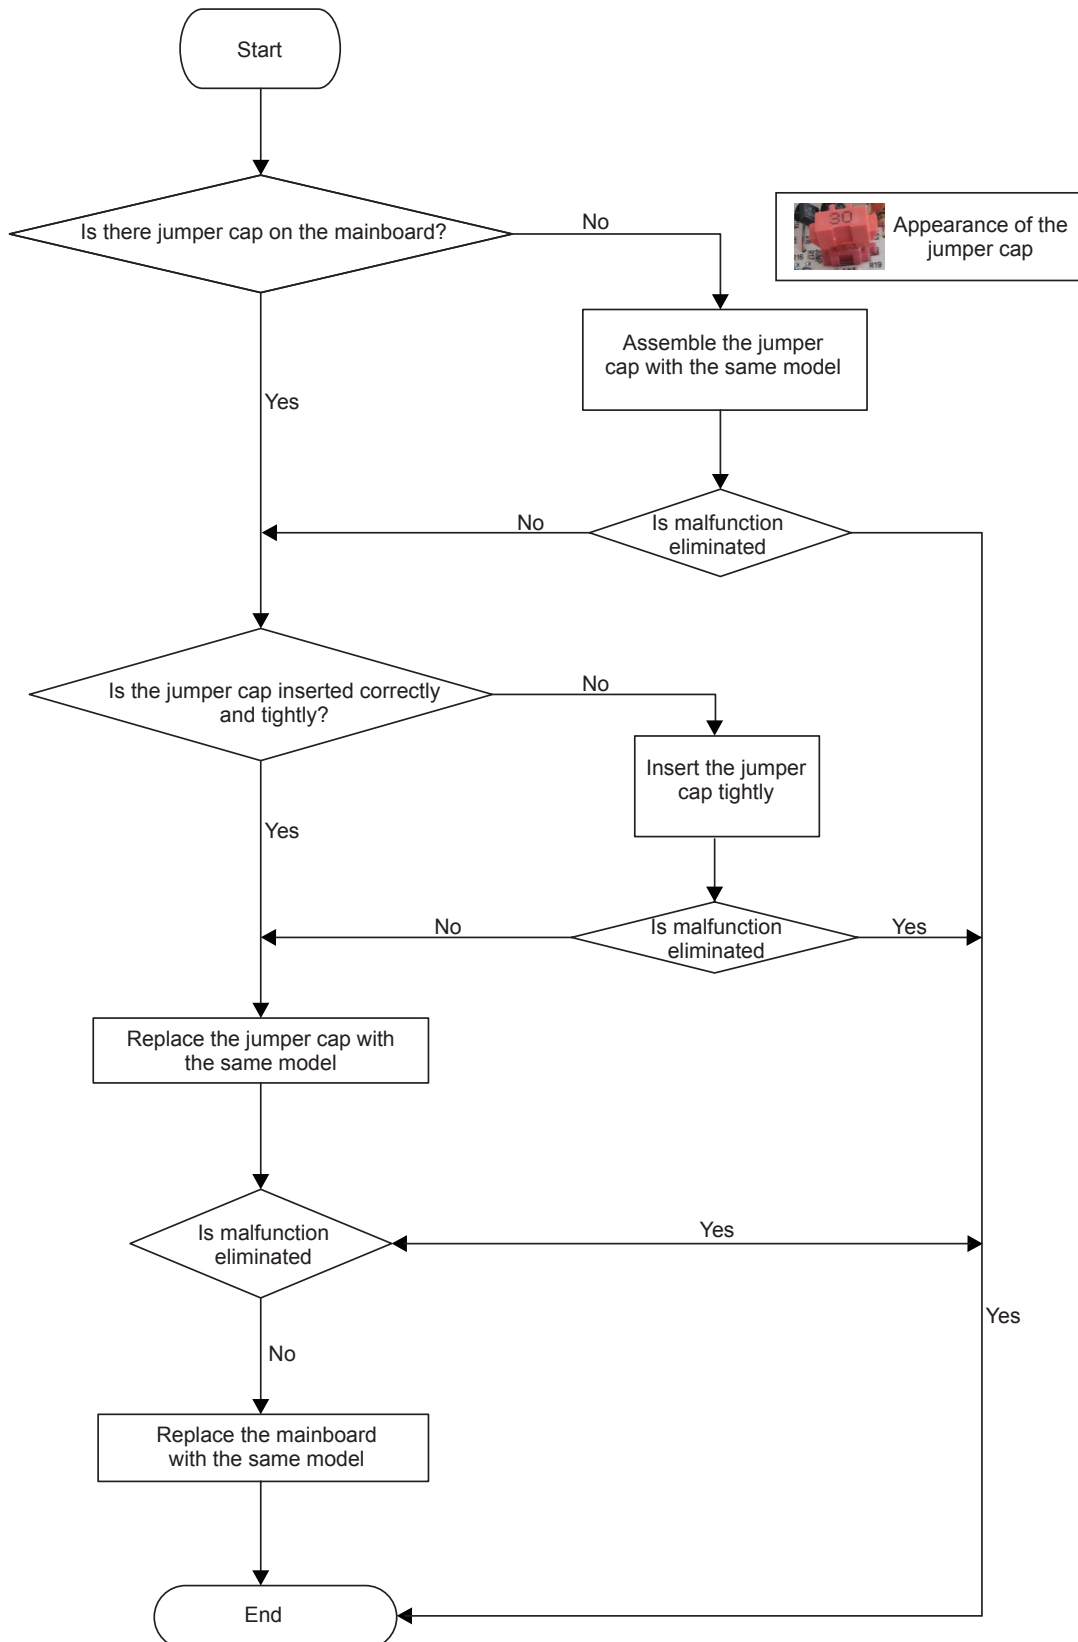 Start
Is there jumper cap on the mainboard?
No
30
Appearance of the
jumper cap
Assemble the jumper
cap with the same model
Yes
No
Is malfunction
eliminated
Is the jumper cap inserted correctly
and tightly?
No
Insert the jumper
cap tightly
Yes
No
Is malfunction
eliminated
Yes
Replace the jumper cap with
the same model
Is malfunction
eliminated
Yes
Yes
No
Replace the mainboard
with the same model
End